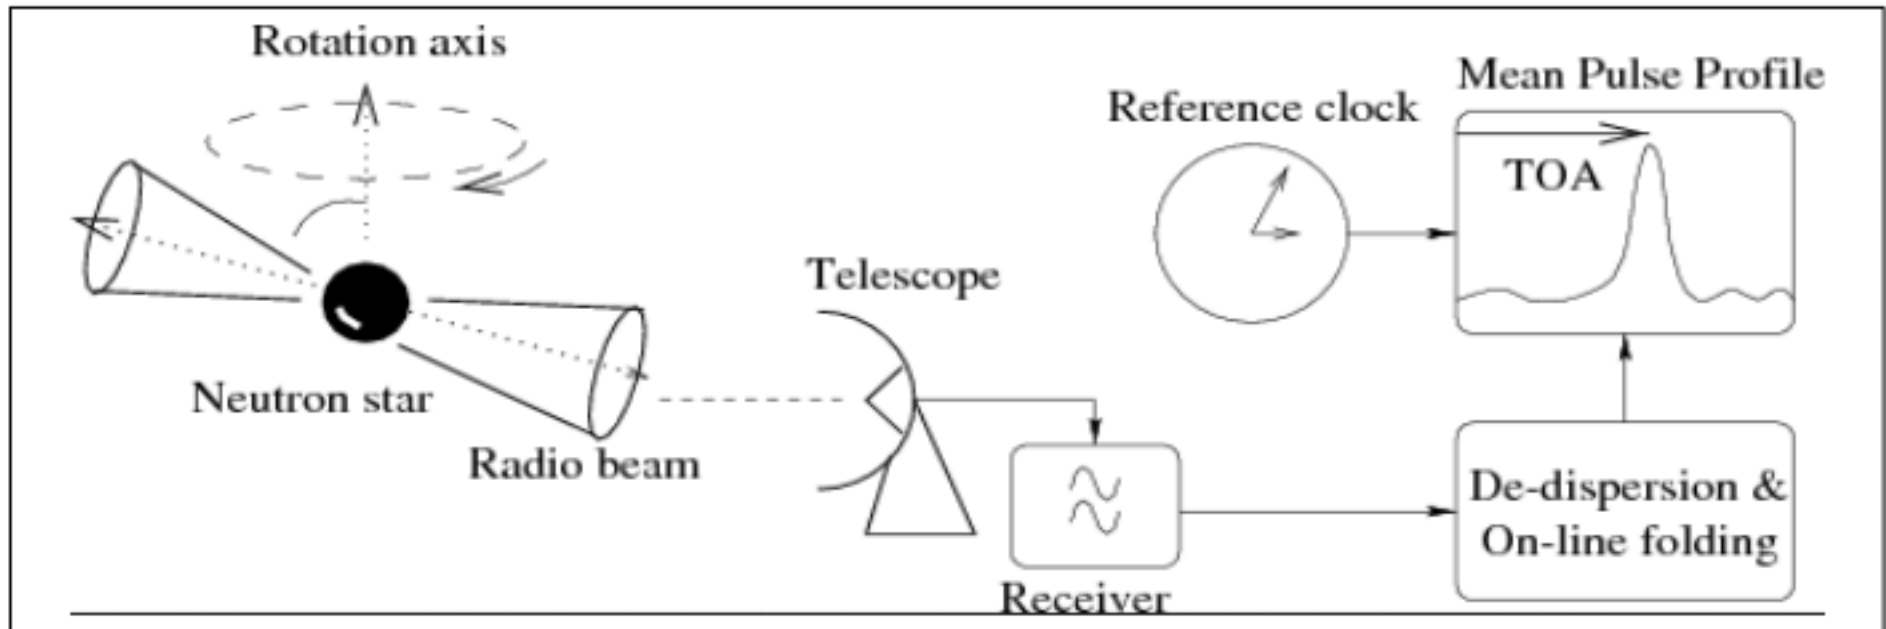 Rotation axis
Neutron star
Radio beam
Telescope
Receiver
Reference clock
Mean Pulse Profile
TOA
De-dispersion &
On-line folding